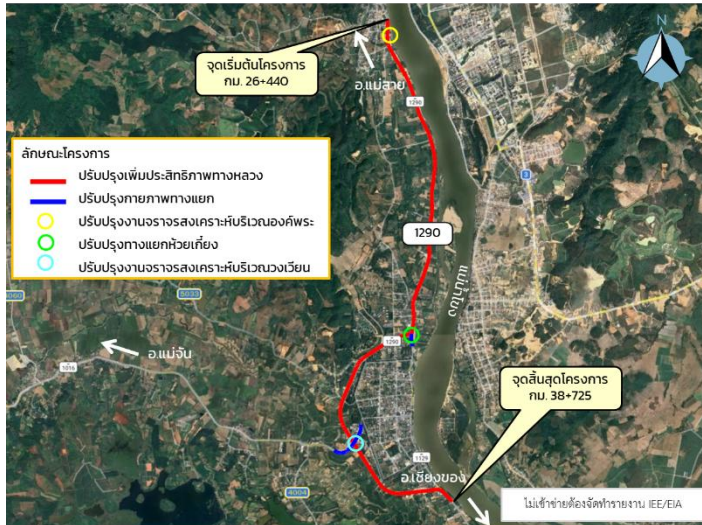 จุดเริ่มต้นโครงการ
กม. 26+440
N
อ.แม่สาย
1290
ลักษณะโครงการ
ปรับปรุงเพิ่มประสิทธิภาพทางหลวง
ปรับปรุงกายภาพทางแยก
ปรับปรุงงานจราจรสงเคราะห์บริเวณองค์พระ
ปรับปรุงทางแยกห้วยเกี๋ยง
ปรับปรุงงานจราจรสงเคราะห์บริเวณวงเวียน
3
1290
แม่น้ำโขง
5033
1290
อ.แม่จัน
1016
จุดสิ้นสุดโครงการ
กม. 38+725
1129
อ.เชียงของ
4004
ไม่เข้าข่ายต้องจัดทำรายงาน IEE/EIA